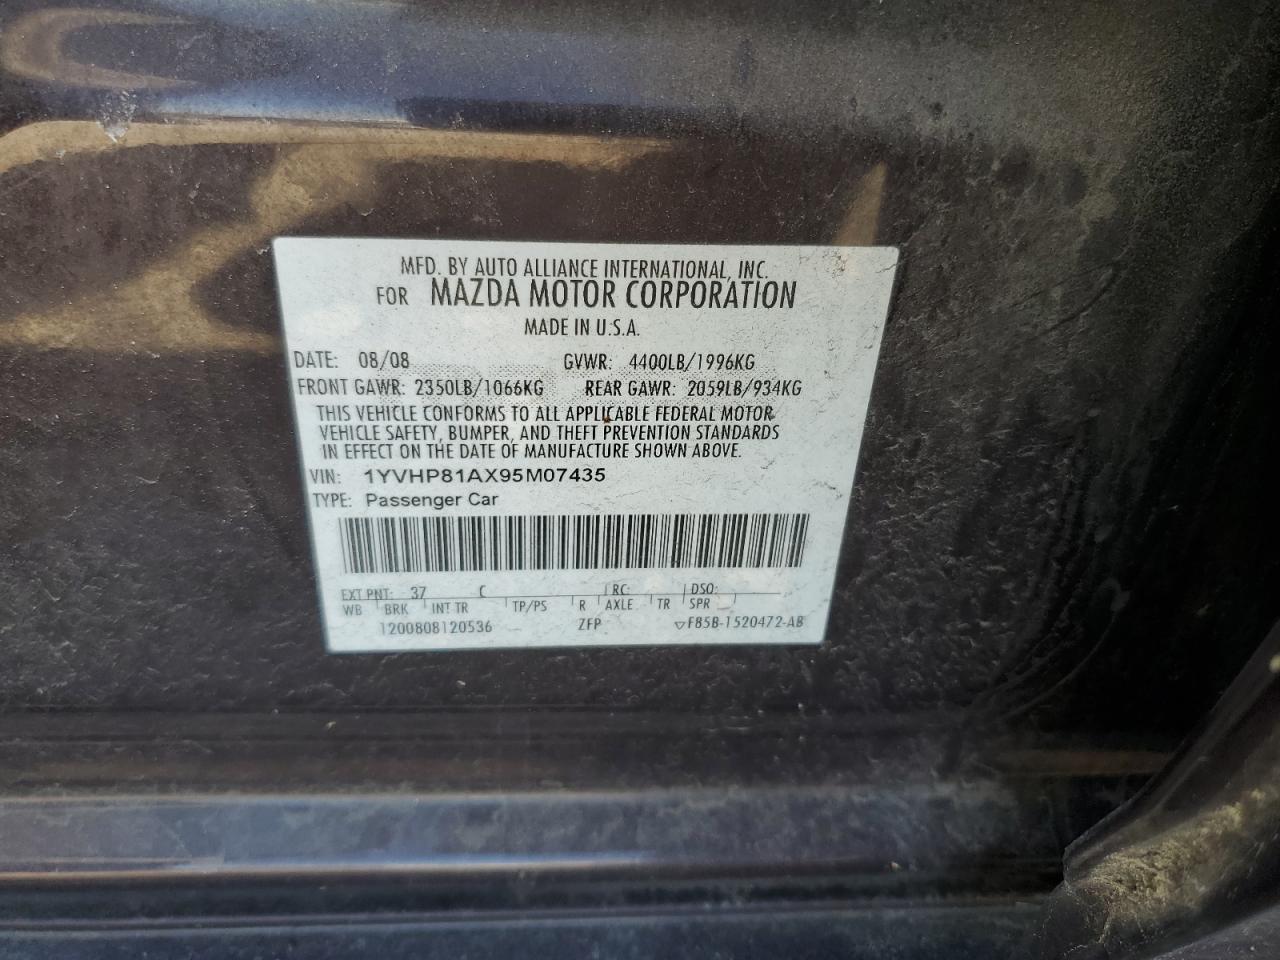 MFD. BY AUTO ALLIANCE INTERNATIONAL, INC.
FOR MAZDA MOTOR CORPORATION
MADE IN U.S.A.
DATE: 08/08 GVWR: 4400LB/1996KG
FRONT GAWR: 2350LB/1066KG REAR GAWR: 2059LB/934KG
THIS VEHICLE CONFORMS TO ALL APPLICABLE FEDERAL MOTOR
VEHICLE SAFETY, BUMPER, AND THEFT PREVENTION STANDARDS
IN EFFECT ON THE DATE OF MANUFACTURE SHOWN ABOVE.
VIN: 1YVHP81AX95M07435
TYPE: Passenger Car
EXT PNT: 37 C RC: DSO:
WB BRK INT TR TP/PS R AXLE TR SPR
1200808120536 ZFP ▽F85B-1520472-AB